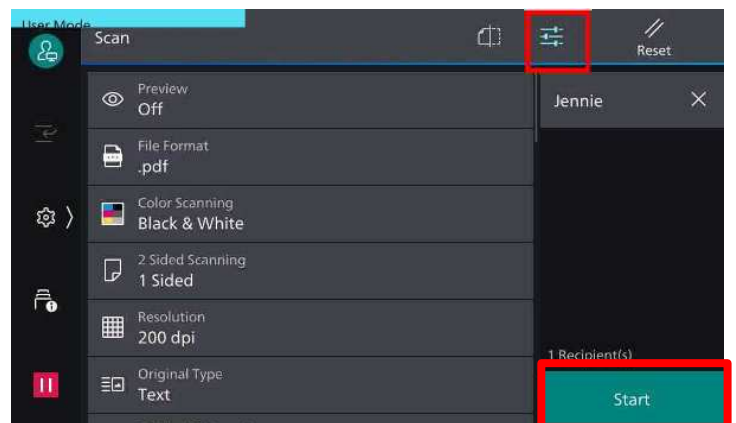 User Mode
Scan
Reset
Preview
Off
Jennie
File Format
.pdf
Color Scanning
Black & White
2 Sided Scanning
1 Sided
Resolution
200 dpi
1 Recipient(s)
Original Type
Text
Start